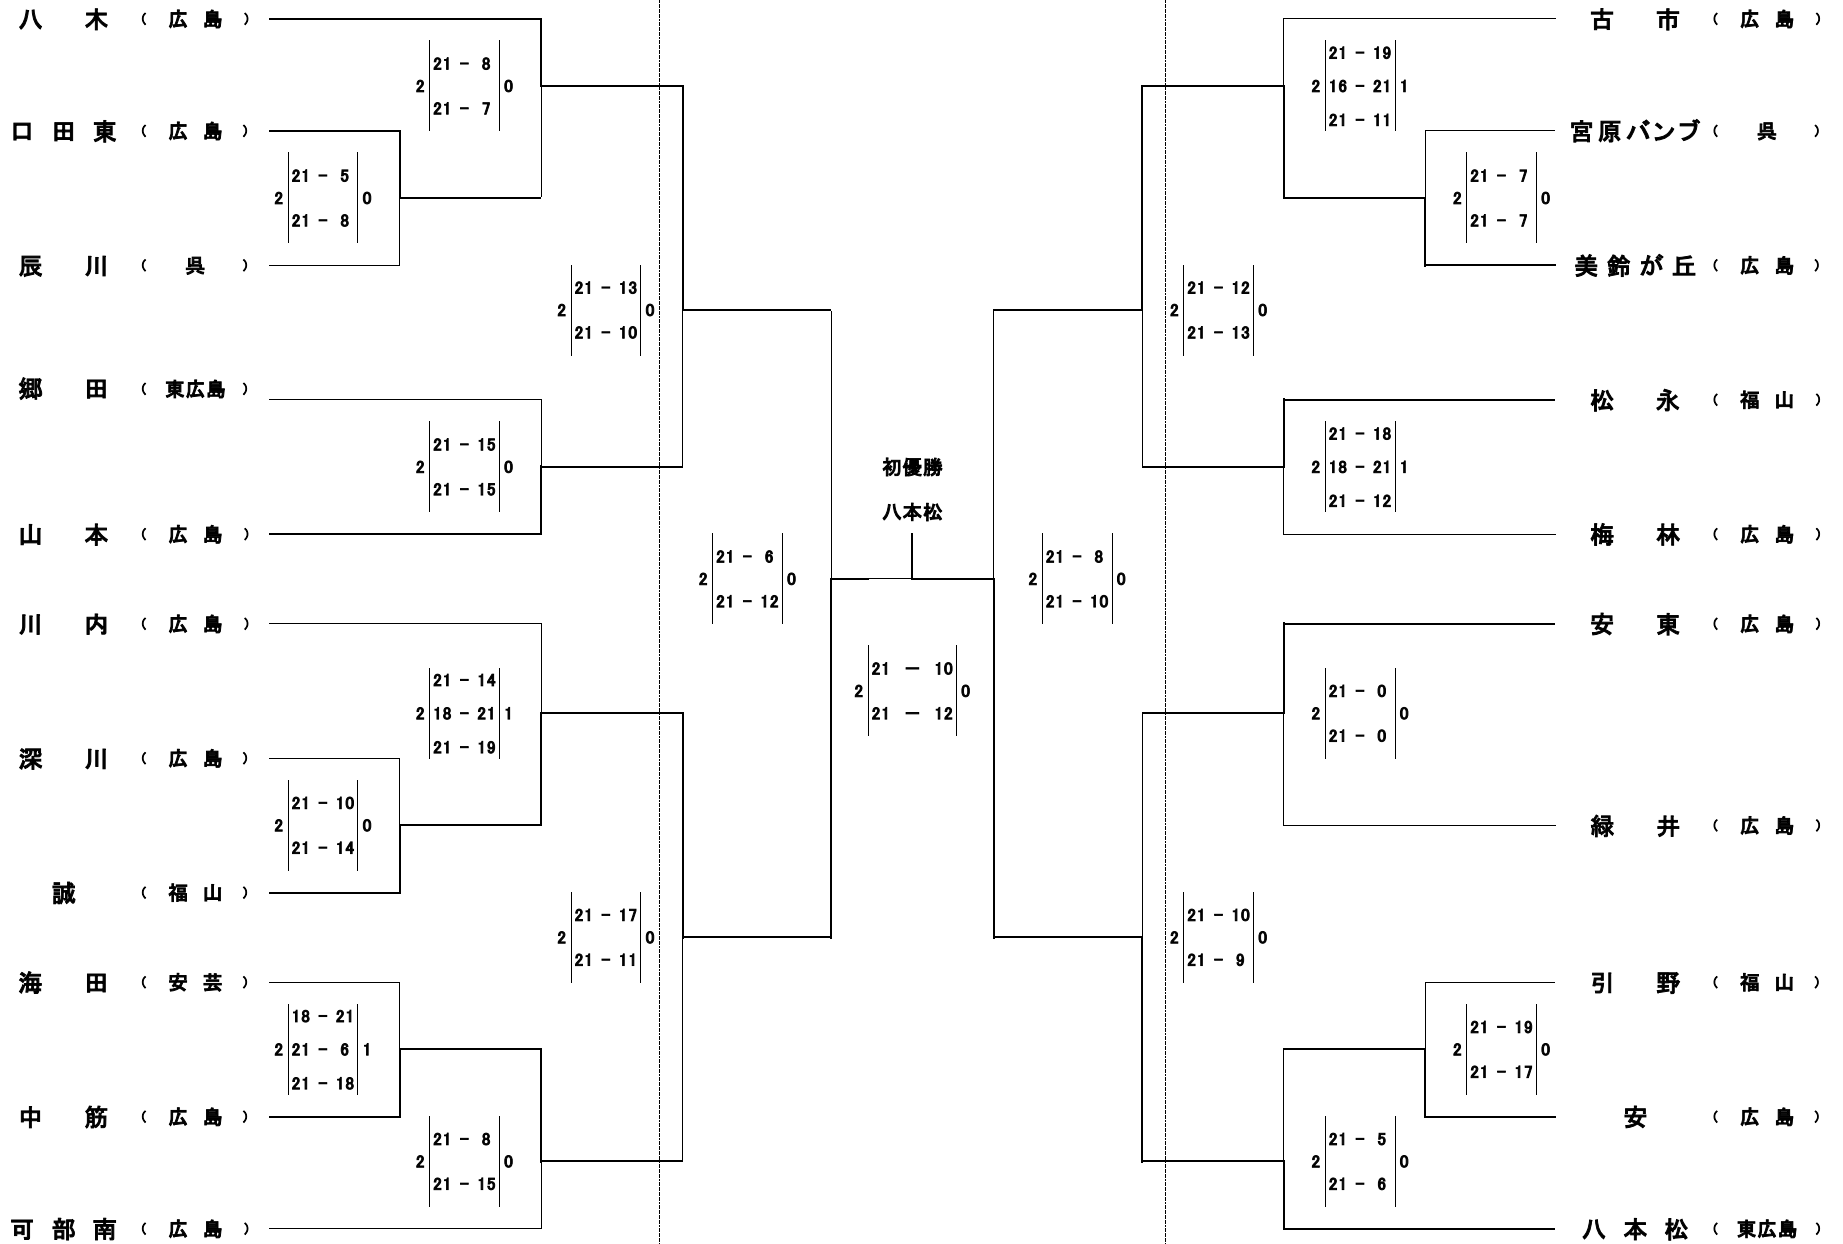 八木 （広島）
21 - 8
2 0
21 - 7
口田東 （広島）
21 - 5
2 0
21 - 8
辰川 （呉）
21 - 13
2 0
21 - 10
郷田 （東広島）
21 - 15
2 0
21 - 15
山本 （広島）
21 - 6
2 0
21 - 12
川内 （広島）
21 - 14
2 18 - 21 1
21 - 19
深川 （広島）
21 - 10
2 0
21 - 14
誠 （福山）
21 - 17
2 0
21 - 11
海田 （安芸）
18 - 21
2 21 - 6 1
21 - 18
中筋 （広島）
21 - 8
2 0
21 - 15
可部南 （広島）
初優勝
八本松
21 － 10
2 0
21 － 12
古市 （広島）
21 - 19
2 16 - 21 1
21 - 11
宮原バンブ （呉）
21 - 7
2 0
21 - 7
美鈴が丘 （広島）
21 - 12
2 0
21 - 13
松永 （福山）
21 - 18
2 18 - 21 1
21 - 12
梅林 （広島）
21 - 8
2 0
21 - 10
安東 （広島）
21 - 0
2 0
21 - 0
緑井 （広島）
21 - 10
2 0
21 - 9
引野 （福山）
21 - 19
2 0
21 - 17
安 （広島）
21 - 5
2 0
21 - 6
八本松 （東広島）